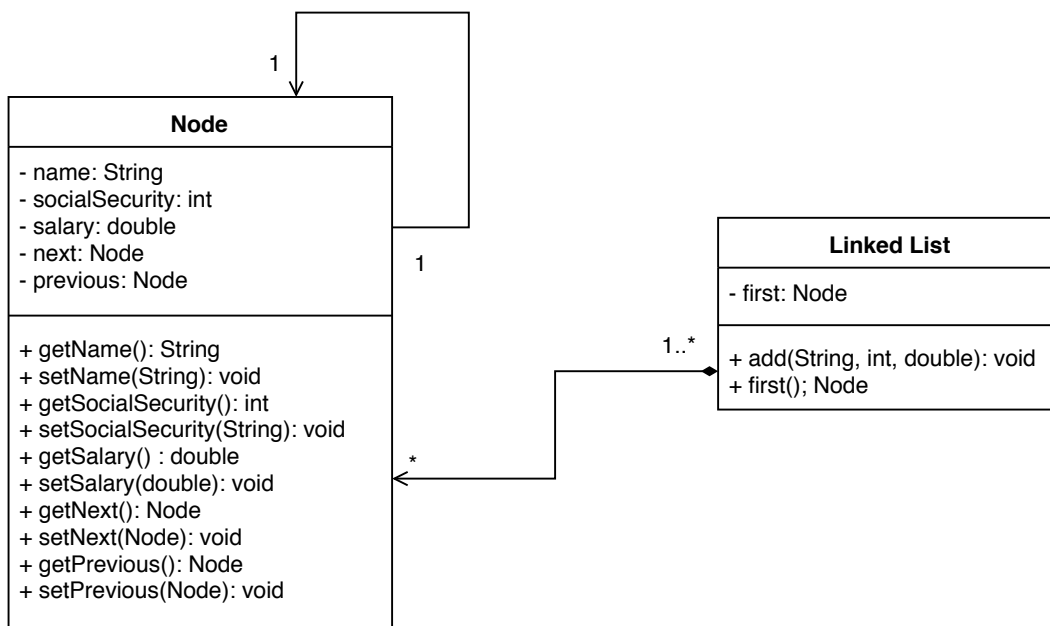 1
Node
- name: String
- socialSecurity: int
- salary: double
- next: Node
- previous: Node
1
+ getName(): String
+ setName(String): void
+ getSocialSecurity(): int
+ setSocialSecurity(String): void
+ getSalary() : double
+ setSalary(double): void
+ getNext(): Node
+ setNext(Node): void
+ getPrevious(): Node
+ setPrevious(Node): void
*
1..*
Linked List
- first: Node
+ add(String, int, double): void
+ first(); Node